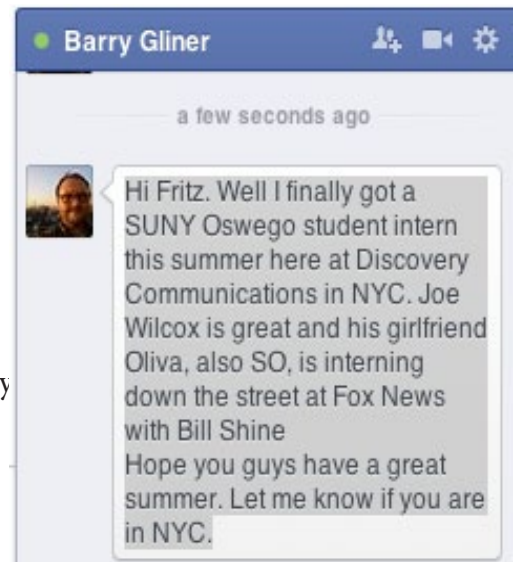 Barry Gliner
a few seconds ago
Hi Fritz. Well I finally got a
SUNY Oswego student intern
this summer here at Discovery
Communications in NYC. Joe
Wilcox is great and his girlfriend
Oliva, also SO, is interning
down the street at Fox News
with Bill Shine
Hope you guys have a great
summer. Let me know if you are
in NYC.
y